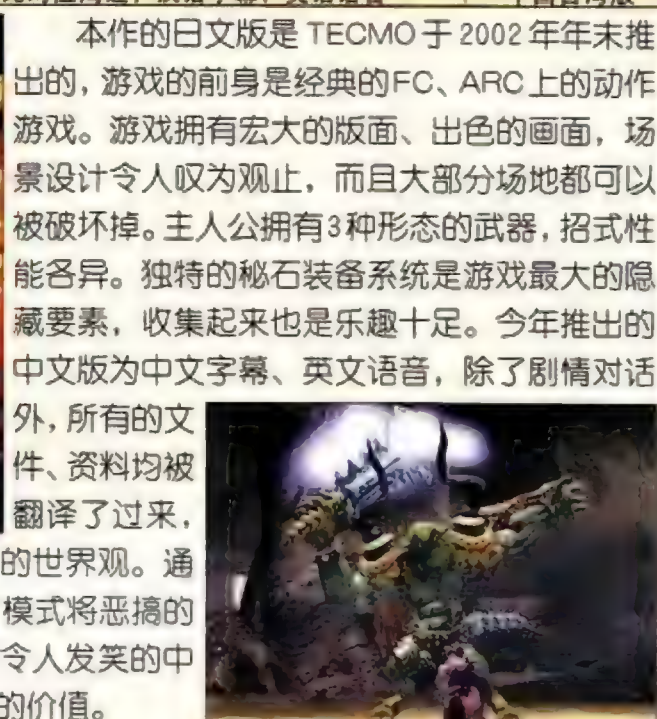 本作的日文版是 TECMO 于 2002 年年末推
出的，游戏的前身是经典的FC、ARC上的动作
游戏。游戏拥有宏大的版面、出色的画面，场
景设计令人叹为观止，而且大部分场地都可以
被破坏掉。主人公拥有3种形态的武器，招式性
能各异。独特的秘石装备系统是游戏最大的隐
藏要素，收集起来也是乐趣十足。今年推出的
中文版为中文字幕、英文语音，除了剧情对话
外，所有的文
件、资料均被
翻译了过来，
的世界观。通
模式将恶搞的
令人发笑的中
的价值。